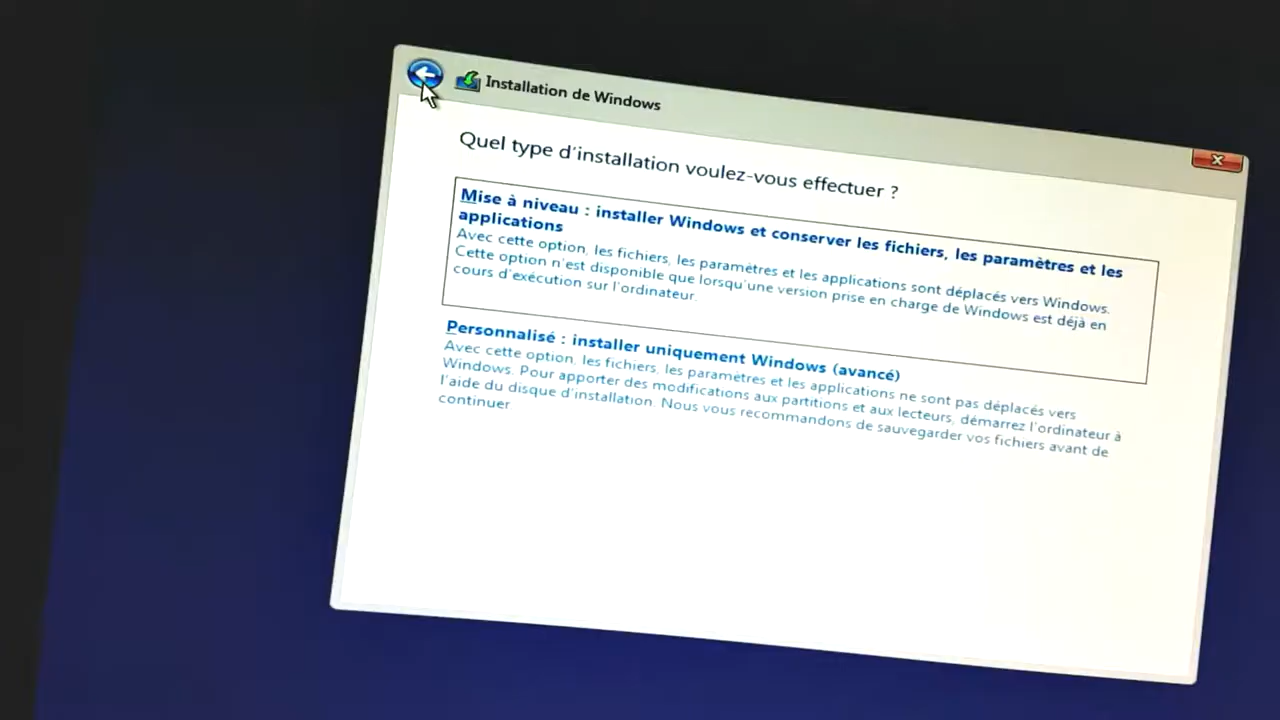 Installation de Windows
Quel type d'installation voulez-vous effectuer ?
Mise à niveau : installer Windows et conserver les fichiers, les paramètres et les
applications
Avec cette option, les fichiers, les paramètres et les applications sont déplacés vers Windows.
Cette option n'est disponible que lorsqu'une version prise en charge de Windows est déjà en
cours d'exécution sur l'ordinateur.
Personnalisé : installer uniquement Windows (avancé)
Avec cette option, les fichiers, les paramètres et les applications ne sont pas déplacés vers
Windows. Pour apporter des modifications aux partitions et aux lecteurs, démarrez l'ordinateur à
l'aide du disque d'installation. Nous vous recommandons de sauvegarder vos fichiers avant de
continuer.